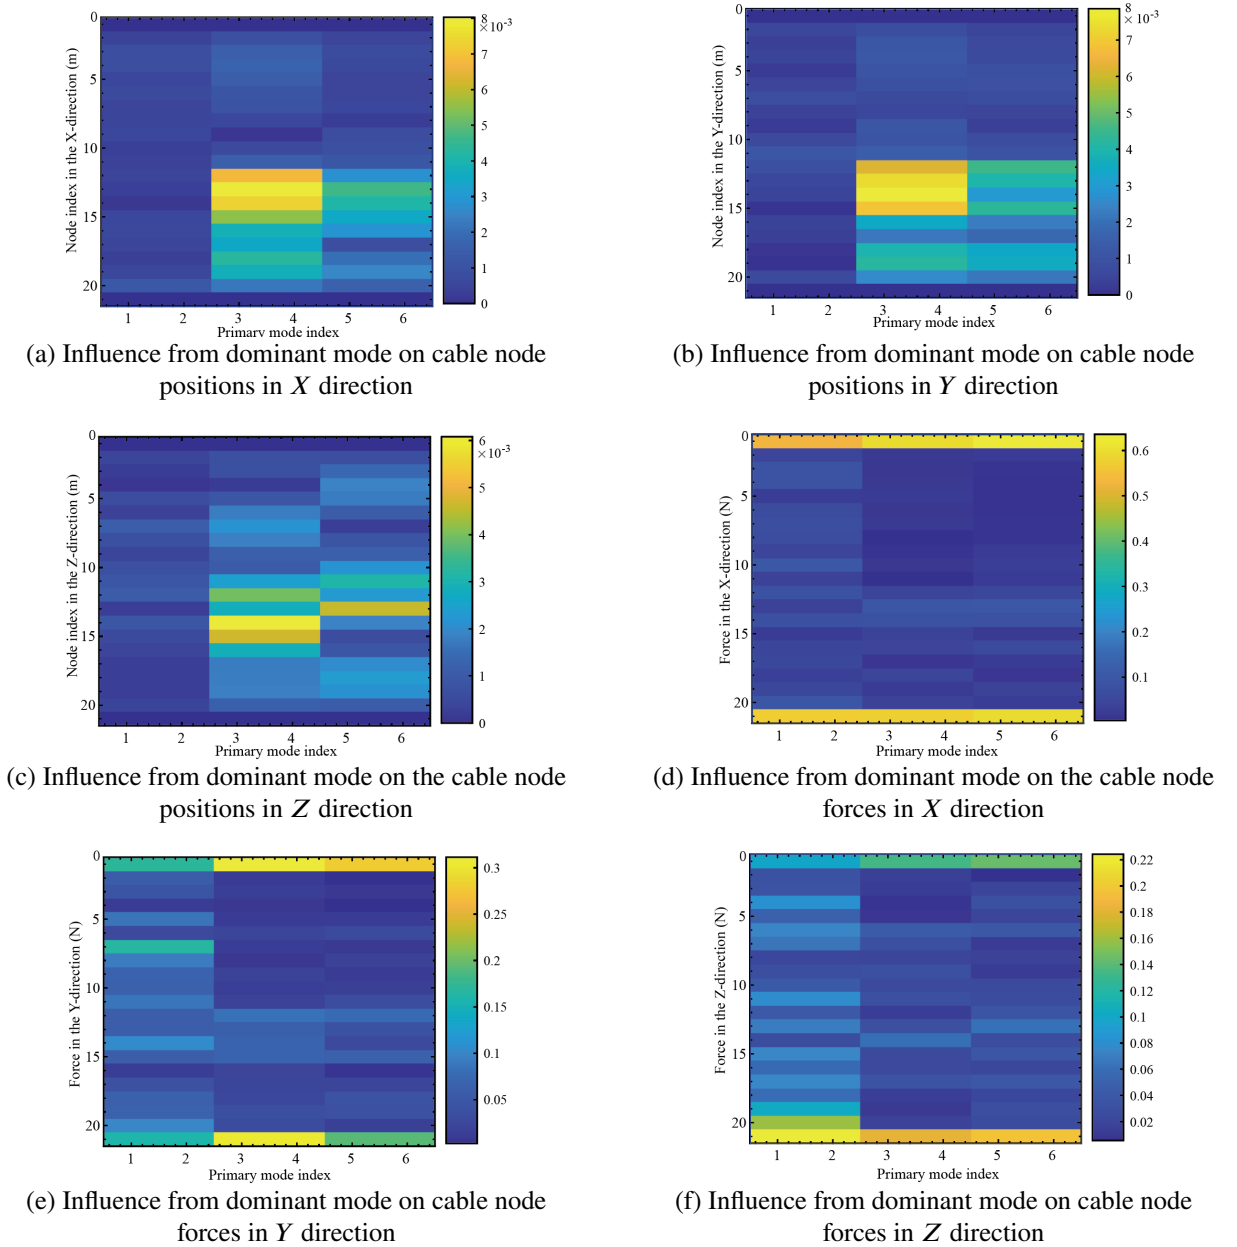 0
5
10
15
20
Node index in the X-direction (m)
1 2 3 4 5 6
Primary mode index
8
×10-3
7
6
5
4
3
2
1
0
(a) Influence from dominant mode on cable node
positions in X direction
0
5
10
15
20
Node index in the Y-direction (m)
1 2 3 4 5 6
Primary mode index
8
×10-3
7
6
5
4
3
2
1
0
(b) Influence from dominant mode on cable node
positions in Y direction
0
5
10
15
20
Node index in the Z-direction (m)
1 2 3 4 5 6
Primary mode index
6
×10-3
5
4
3
2
1
0
(c) Influence from dominant mode on the cable node
positions in Z direction
0
5
10
15
20
Force in the X-direction (N)
1 2 3 4 5 6
Primary mode index
0.6
0.5
0.4
0.3
0.2
0.1
(d) Influence from dominant mode on the cable node
forces in X direction
0
5
10
15
20
Force in the Y-direction (N)
1 2 3 4 5 6
Primary mode index
0.3
0.25
0.2
0.15
0.1
0.05
(e) Influence from dominant mode on cable node
forces in Y direction
0
5
10
15
20
Force in the Z-direction (N)
1 2 3 4 5 6
Primary mode index
0.22
0.2
0.18
0.16
0.14
0.12
0.1
0.08
0.06
0.04
0.02
(f) Influence from dominant mode on cable node
forces in Z direction